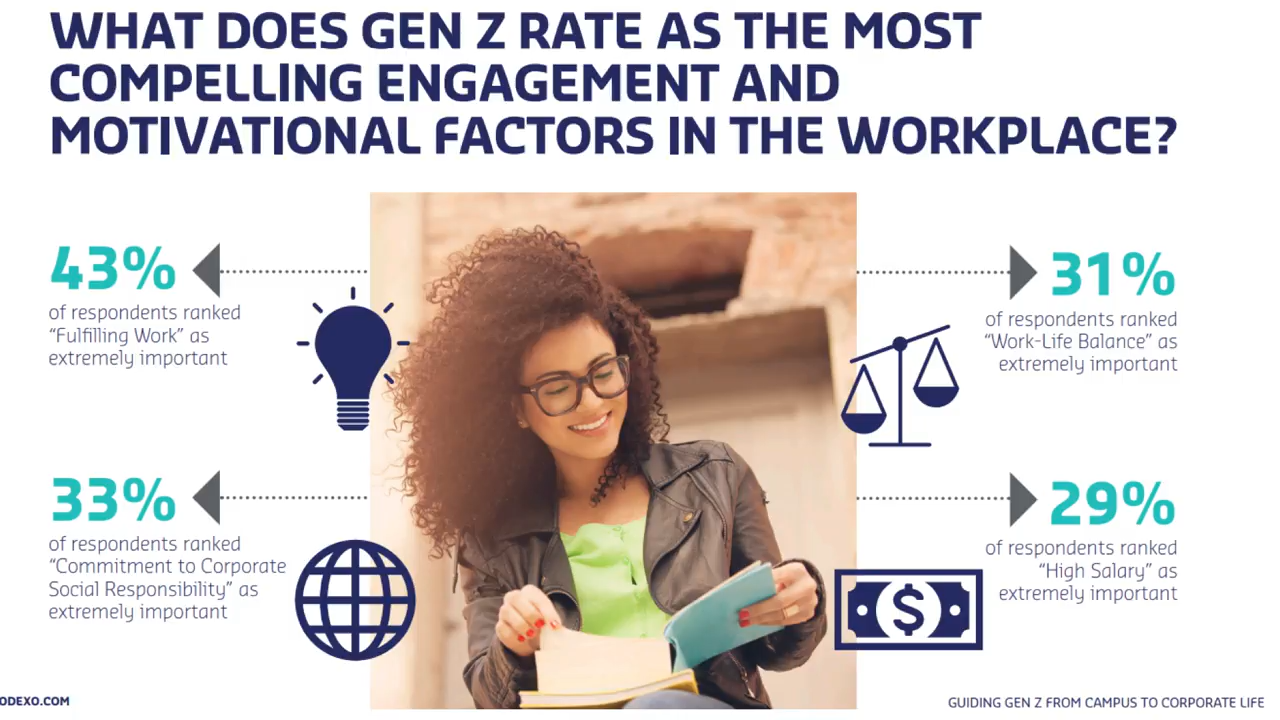 WHAT DOES GEN Z RATE AS THE MOST
COMPELLING ENGAGEMENT AND
MOTIVATIONAL FACTORS IN THE WORKPLACE?
43%
of respondents ranked
“Fulfilling Work” as
extremely important
33%
of respondents ranked
“Commitment to Corporate
Social Responsibility” as
extremely important
31%
of respondents ranked
“Work-Life Balance” as
extremely important
29%
of respondents ranked
“High Salary” as
extremely important
$
ODEXO.COM
GUIDING GEN Z FROM CAMPUS TO CORPORATE LIFE